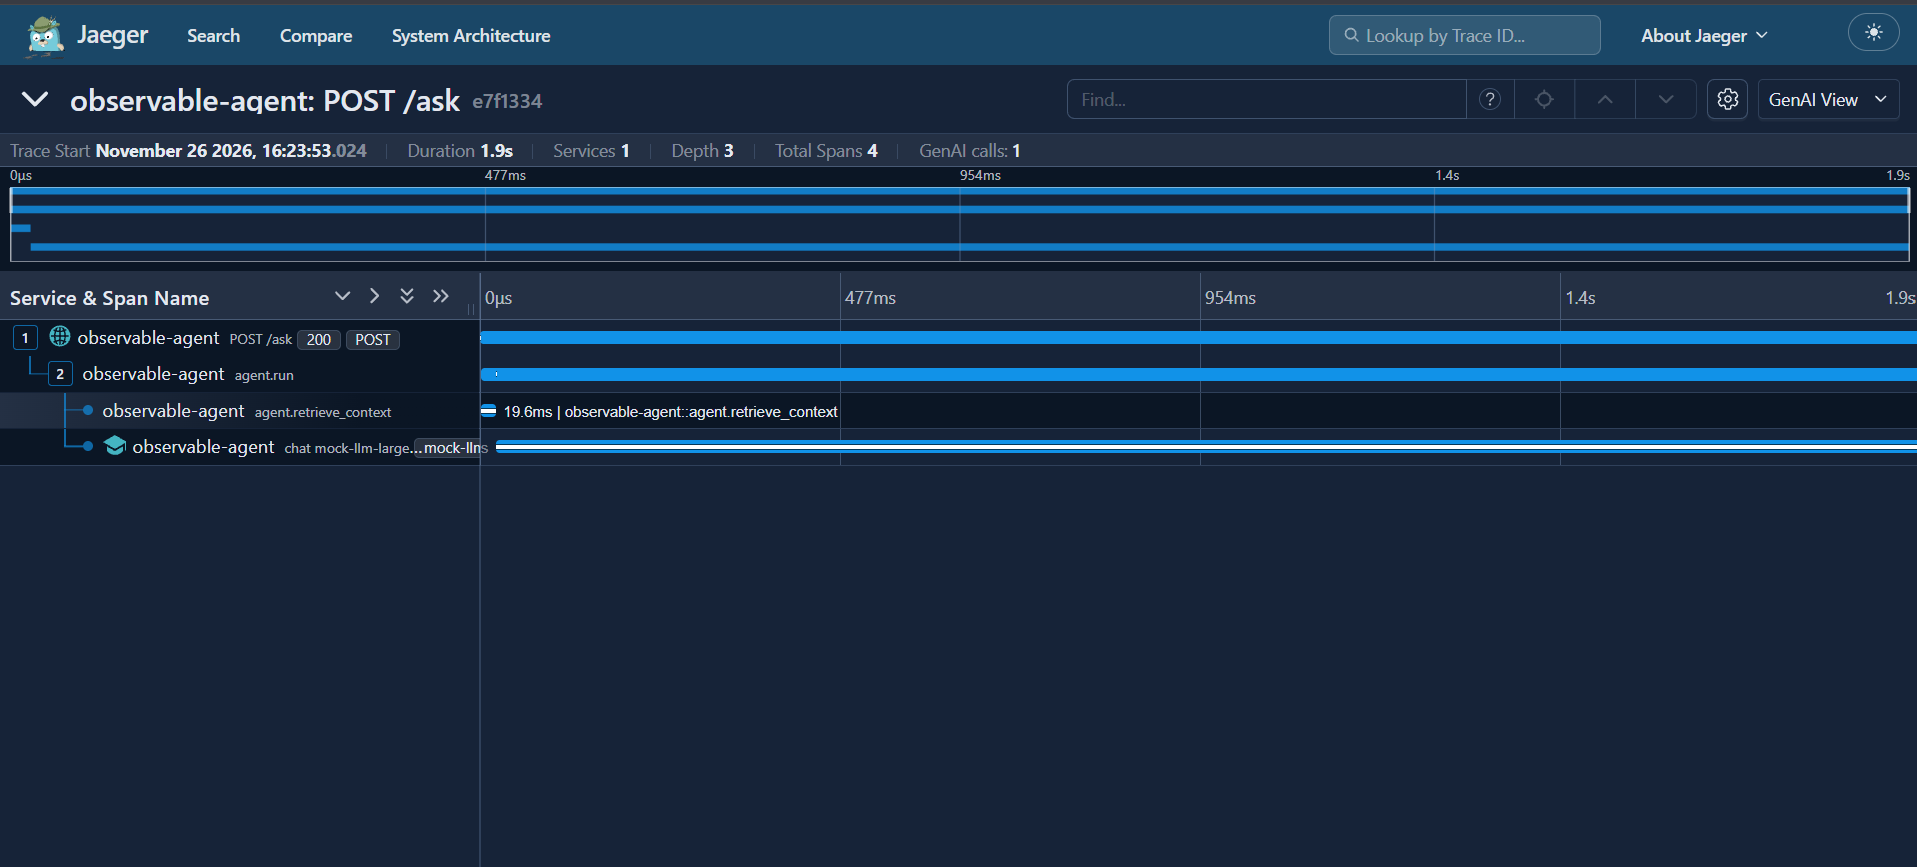 Jaeger Search Compare System Architecture Lookup by Trace ID... About Jaeger
observable-agent: POST /ask e7f1334 Find... ? GenAI View
Trace Start November 26 2026, 16:23:53.024 Duration 1.9s Services 1 Depth 3 Total Spans 4 GenAI calls: 1
0μs 477ms 954ms 1.4s 1.9s
Service & Span Name 0μs 477ms 954ms 1.4s 1.9s
1 observable-agent POST /ask 200 POST
2 observable-agent agent.run
observable-agent agent.retrieve_context 19.6ms | observable-agent::agent.retrieve_context
observable-agent chat mock-llm-large... mock-llm